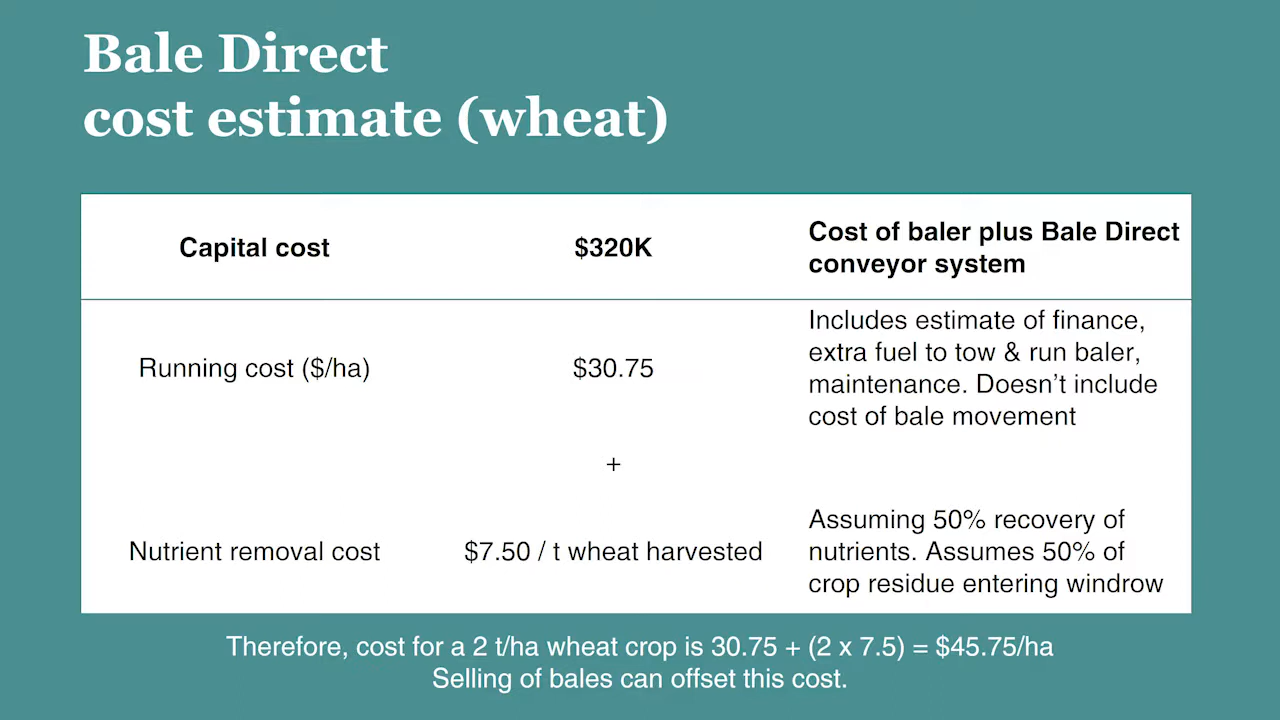 Bale Direct
cost estimate (wheat)
Capital cost
$320K
Cost of baler plus Bale Direct
conveyor system
Running cost ($/ha)
$30.75
Includes estimate of finance,
extra fuel to tow & run baler,
maintenance. Doesn’t include
cost of bale movement
+
Nutrient removal cost
$7.50 / t wheat harvested
Assuming 50% recovery of
nutrients. Assumes 50% of
crop residue entering windrow
Therefore, cost for a 2 t/ha wheat crop is 30.75 + (2 x 7.5) = $45.75/ha
Selling of bales can offset this cost.